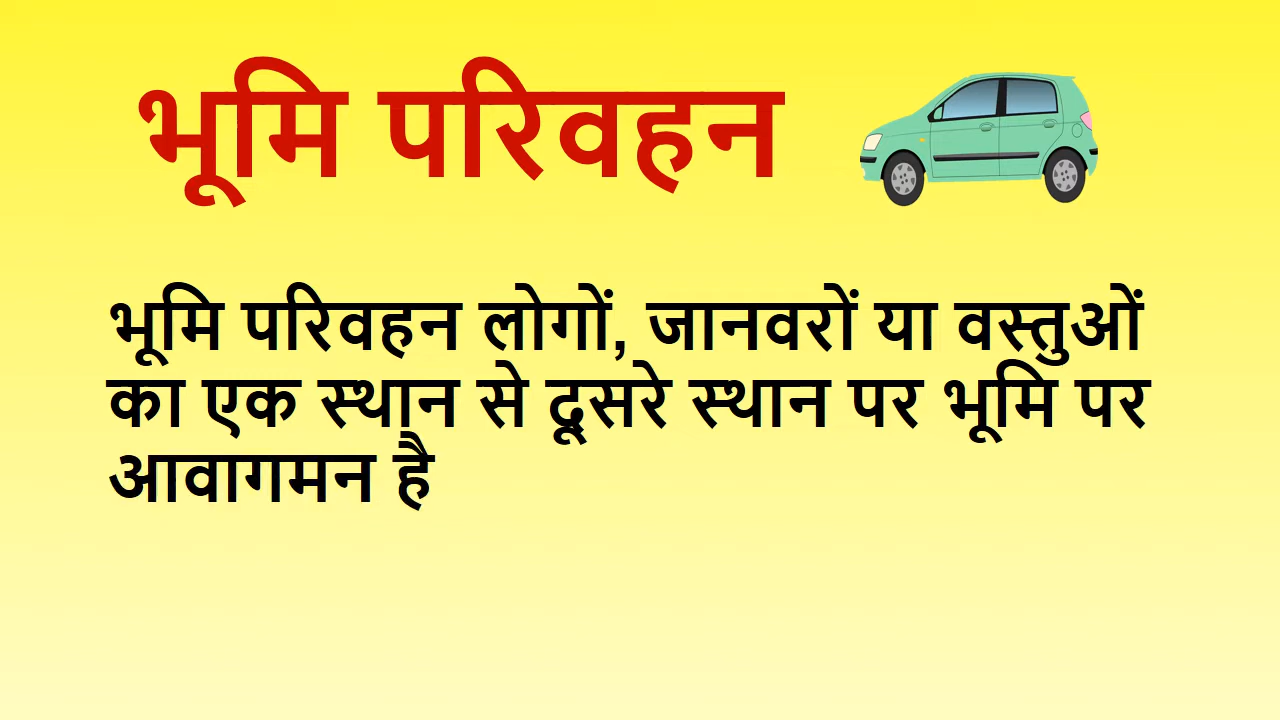 भूमि परिवहन
भूमि परिवहन लोगों, जानवरों या वस्तुओं
का एक स्थान से दूसरे स्थान पर भूमि पर
आवागमन है